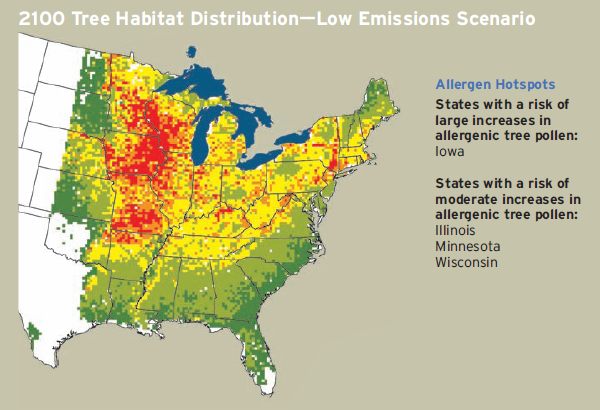 2100 Tree Habitat Distribution—Low Emissions Scenario
Allergen Hotspots
States with a risk of
large increases in
allergenic tree pollen:
Iowa
States with a risk of
moderate increases in
allergenic tree pollen:
Illinois
Minnesota
Wisconsin